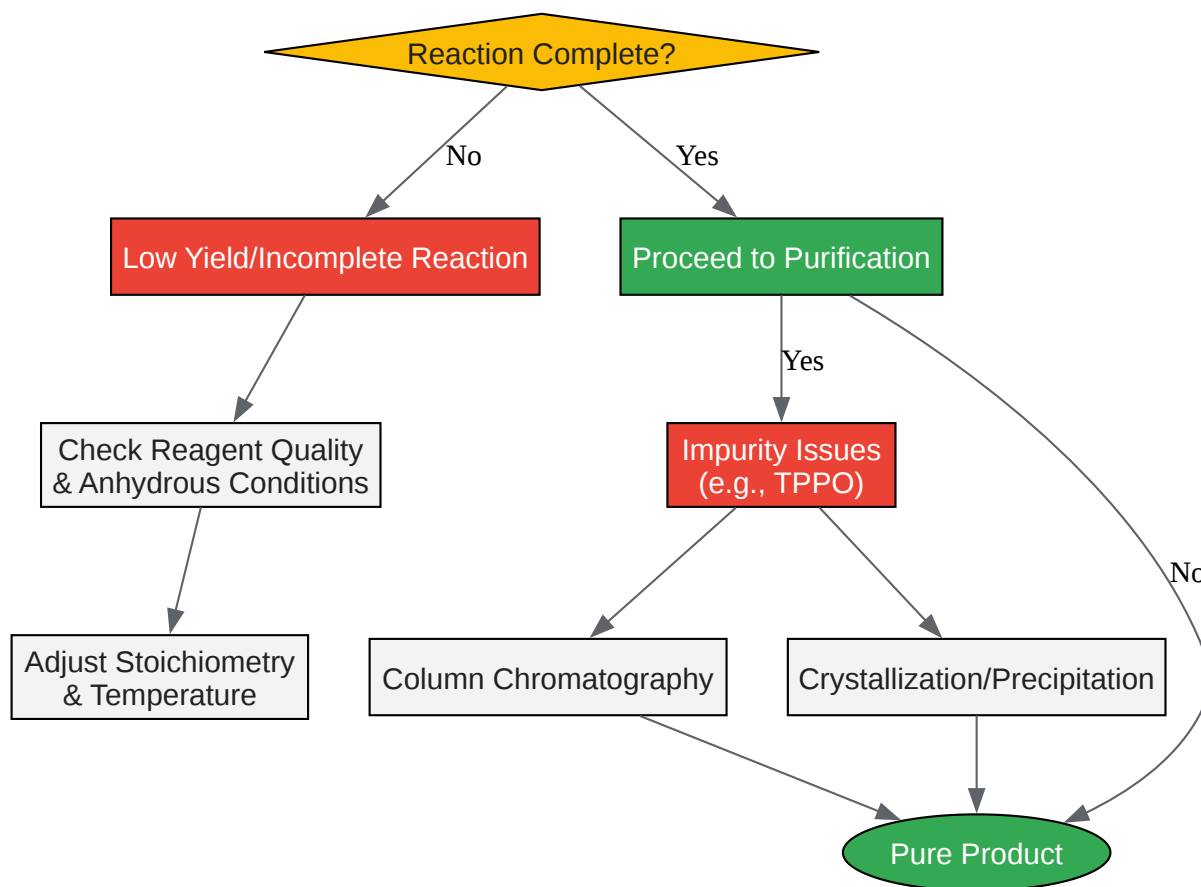 Reaction Complete?
No
Yes
Low Yield/Incomplete Reaction
Proceed to Purification
Yes
Check Reagent Quality
& Anhydrous Conditions
Impurity Issues
(e.g., TPPO)
No
Adjust Stoichiometry
& Temperature
Column Chromatography
Crystallization/Precipitation
Pure Product